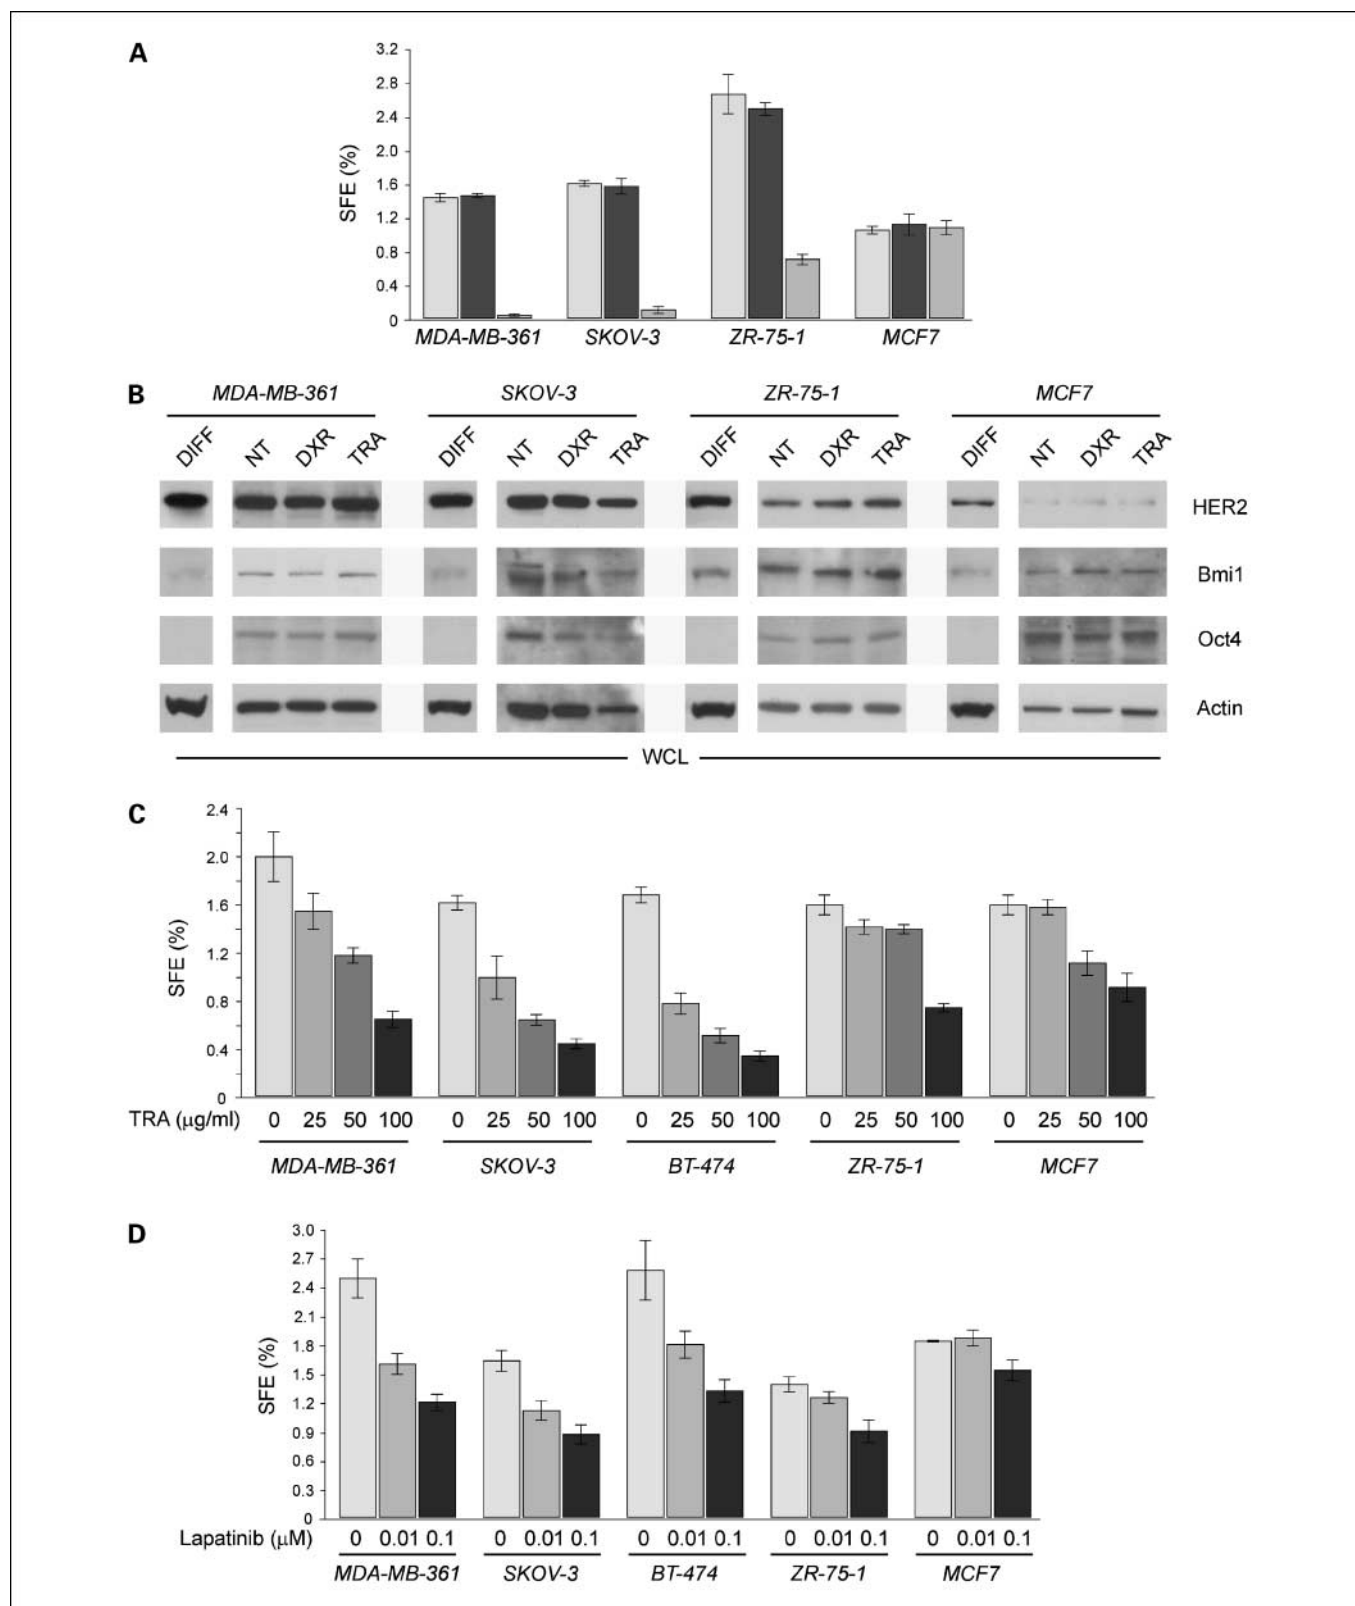 A
3.2
2.8
2.4
2.0
1.6
1.2
0.8
0.4
0
SFE (%)
MDA-MB-361 SKOV-3 ZR-75-1 MCF7
B
MDA-MB-361 SKOV-3 ZR-75-1 MCF7
DIFF NT DXR TRA DIFF NT DXR TRA DIFF NT DXR TRA DIFF NT DXR TRA
HER2
Bmi1
Oct4
Actin
WCL
C
2.4
2.0
1.6
1.2
0.8
0.4
0
SFE (%)
TRA (μg/ml) 0 25 50 100 0 25 50 100 0 25 50 100 0 25 50 100 0 25 50 100
MDA-MB-361 SKOV-3 BT-474 ZR-75-1 MCF7
D
3.0
2.7
2.4
2.1
1.8
1.5
1.2
0.9
0.6
0.3
0
SFE (%)
Lapatinib (μM) 0 0.01 0.1 0 0.01 0.1 0 0.01 0.1 0 0.01 0.1 0 0.01 0.1
MDA-MB-361 SKOV-3 BT-474 ZR-75-1 MCF7